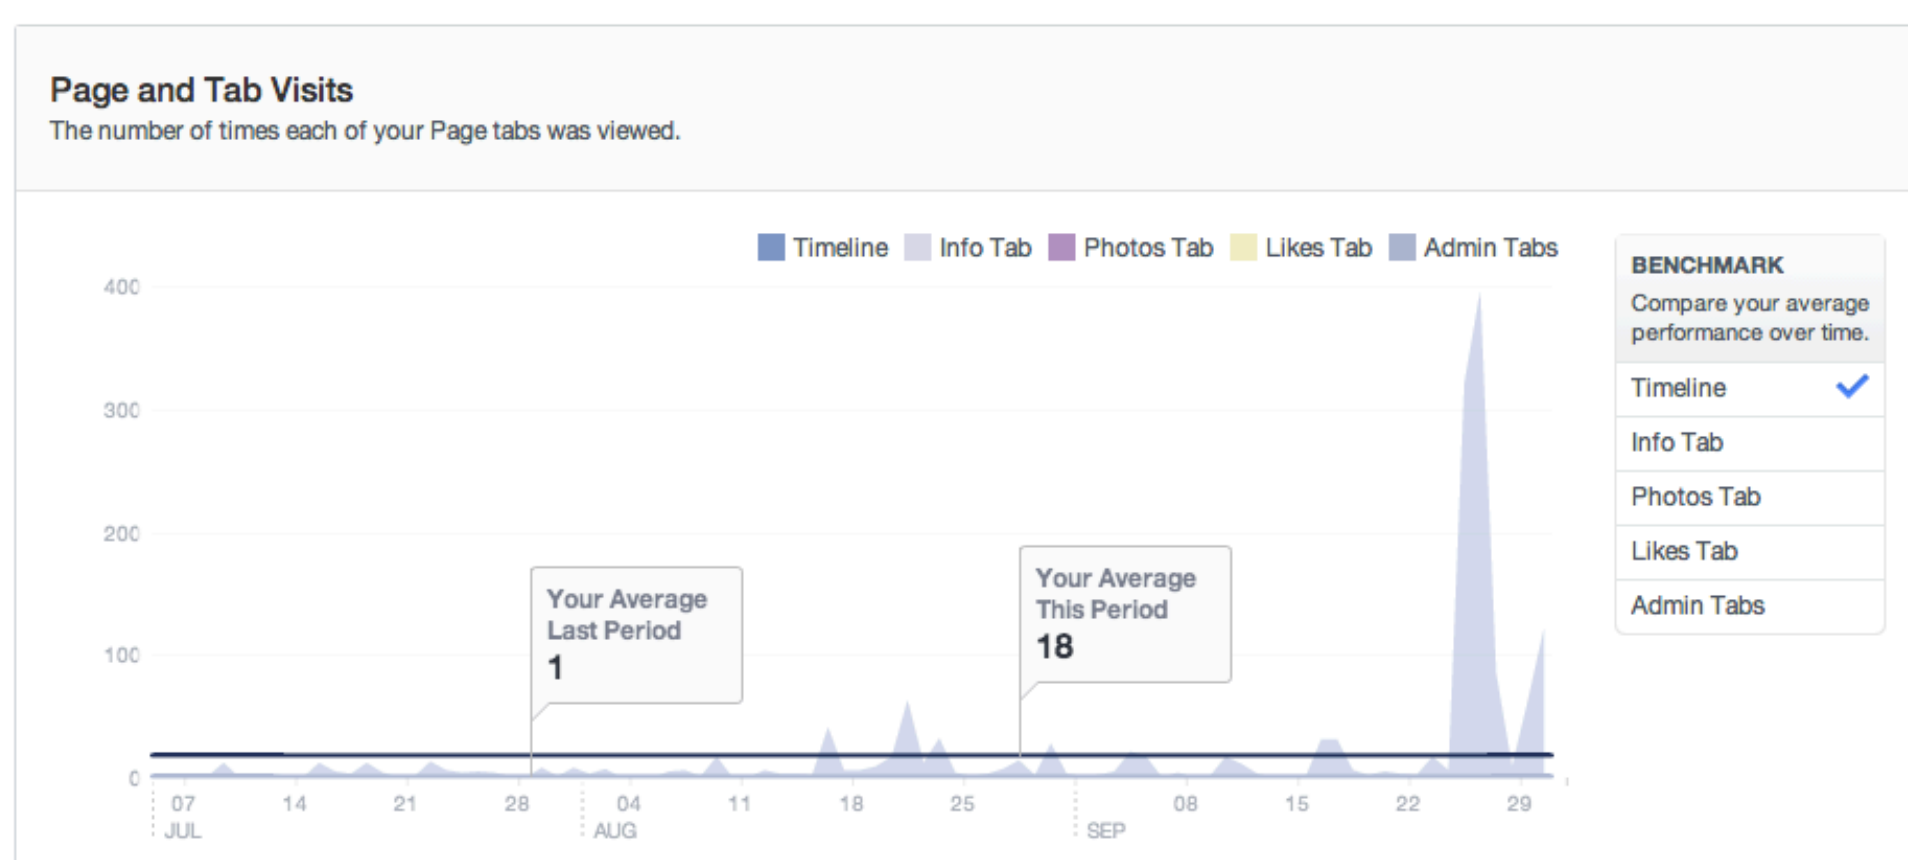 Page and Tab Visits
The number of times each of your Page tabs was viewed.
Timeline Info Tab Photos Tab Likes Tab Admin Tabs
400
300
200
100
0
Your Average
Last Period
1
Your Average
This Period
18
07 14 21 28 04 11 18 25 08 15 22 29
JUL AUG SEP
BENCHMARK
Compare your average
performance over time.
Timeline
Info Tab
Photos Tab
Likes Tab
Admin Tabs